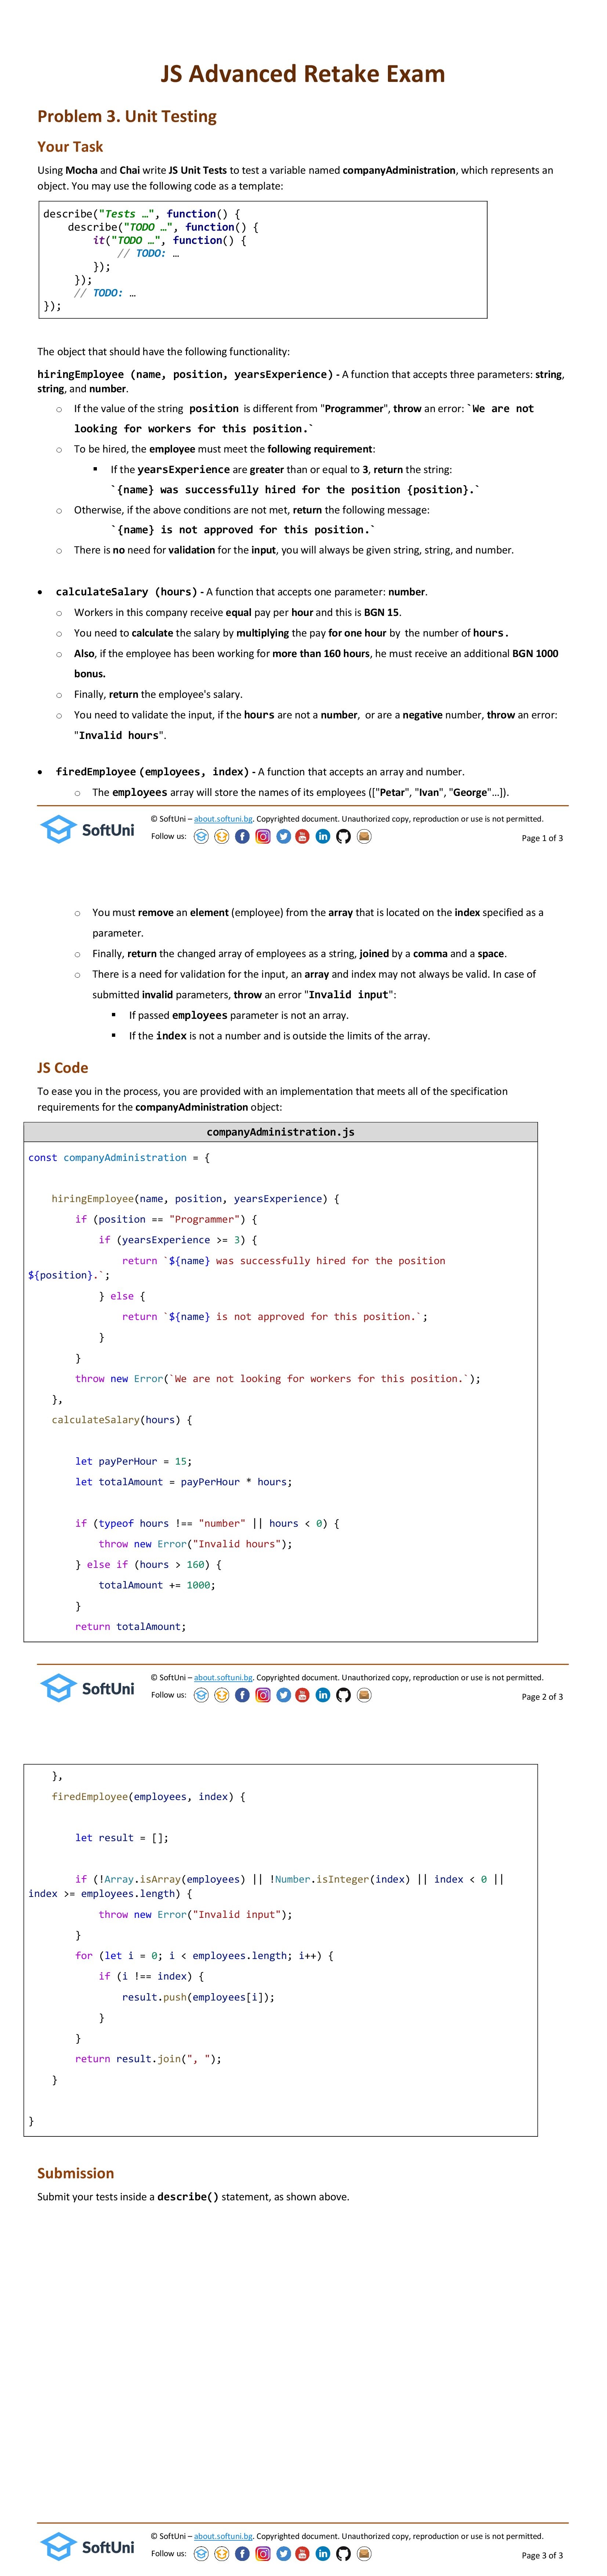 JS Advanced Retake Exam
Problem 3. Unit Testing
Your Task
Using Mocha and Chai write JS Unit Tests to test a variable named companyAdministration, which represents an
object. You may use the following code as a template:
describe("Tests …", function() {
describe("TODO …", function() {
it("TODO …", function() {
// TODO: …
});
});
// TODO: …
});
The object that should have the following functionality:
hiringEmployee (name, position, yearsExperience) - A function that accepts three parameters: string,
string, and number.
o If the value of the string position is different from "Programmer", throw an error: `We are not
looking for workers for this position.`
o To be hired, the employee must meet the following requirement:
▪ If the yearsExperience are greater than or equal to 3, return the string:
`{name} was successfully hired for the position {position}.`
o Otherwise, if the above conditions are not met, return the following message:
`{name} is not approved for this position.`
o There is no need for validation for the input, you will always be given string, string, and number.
• calculateSalary (hours) - A function that accepts one parameter: number.
o Workers in this company receive equal pay per hour and this is BGN 15.
o You need to calculate the salary by multiplying the pay for one hour by the number of hours.
o Also, if the employee has been working for more than 160 hours, he must receive an additional BGN 1000
bonus.
o Finally, return the employee's salary.
o You need to validate the input, if the hours are not a number, or are a negative number, throw an error:
"Invalid hours".
• firedEmployee (employees, index) - A function that accepts an array and number.
o The employees array will store the names of its employees (["Petar", "Ivan", "George"…]).
SoftUni
© SoftUni – about.softuni.bg. Copyrighted document. Unauthorized copy, reproduction or use is not permitted.
Follow us:
Page 1 of 3
o You must remove an element (employee) from the array that is located on the index specified as a
parameter.
o Finally, return the changed array of employees as a string, joined by a comma and a space.
o There is a need for validation for the input, an array and index may not always be valid. In case of
submitted invalid parameters, throw an error "Invalid input":
▪ If passed employees parameter is not an array.
▪ If the index is not a number and is outside the limits of the array.
JS Code
To ease you in the process, you are provided with an implementation that meets all of the specification
requirements for the companyAdministration object:
companyAdministration.js
const companyAdministration = {
hiringEmployee(name, position, yearsExperience) {
if (position == "Programmer") {
if (yearsExperience >= 3) {
return `${name} was successfully hired for the position
${position}.`;
} else {
return `${name} is not approved for this position.`;
}
}
throw new Error(`We are not looking for workers for this position.`);
},
calculateSalary(hours) {
let payPerHour = 15;
let totalAmount = payPerHour * hours;
if (typeof hours !== "number" || hours < 0) {
throw new Error("Invalid hours");
} else if (hours > 160) {
totalAmount += 1000;
}
return totalAmount;
SoftUni
© SoftUni – about.softuni.bg. Copyrighted document. Unauthorized copy, reproduction or use is not permitted.
Follow us:
Page 2 of 3
},
firedEmployee(employees, index) {
let result = [];
if (!Array.isArray(employees) || !Number.isInteger(index) || index < 0 ||
index >= employees.length) {
throw new Error("Invalid input");
}
for (let i = 0; i < employees.length; i++) {
if (i !== index) {
result.push(employees[i]);
}
}
return result.join(", ");
}
}
Submission
Submit your tests inside a describe() statement, as shown above.
SoftUni
© SoftUni – about.softuni.bg. Copyrighted document. Unauthorized copy, reproduction or use is not permitted.
Follow us:
Page 3 of 3